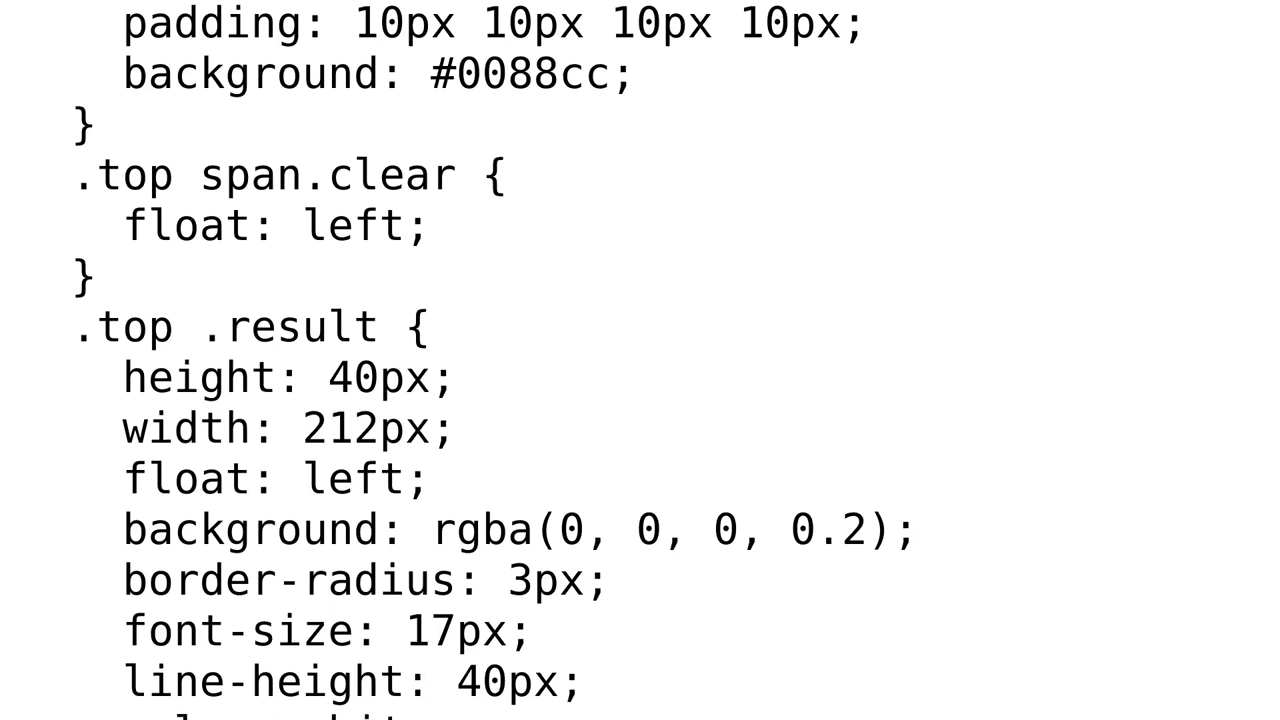 padding: 10px 10px 10px 10px;
background: #0088cc;
}
.top span.clear {
float: left;
}
.top .result {
height: 40px;
width: 212px;
float: left;
background: rgba(0, 0, 0, 0.2);
border-radius: 3px;
font-size: 17px;
line-height: 40px;